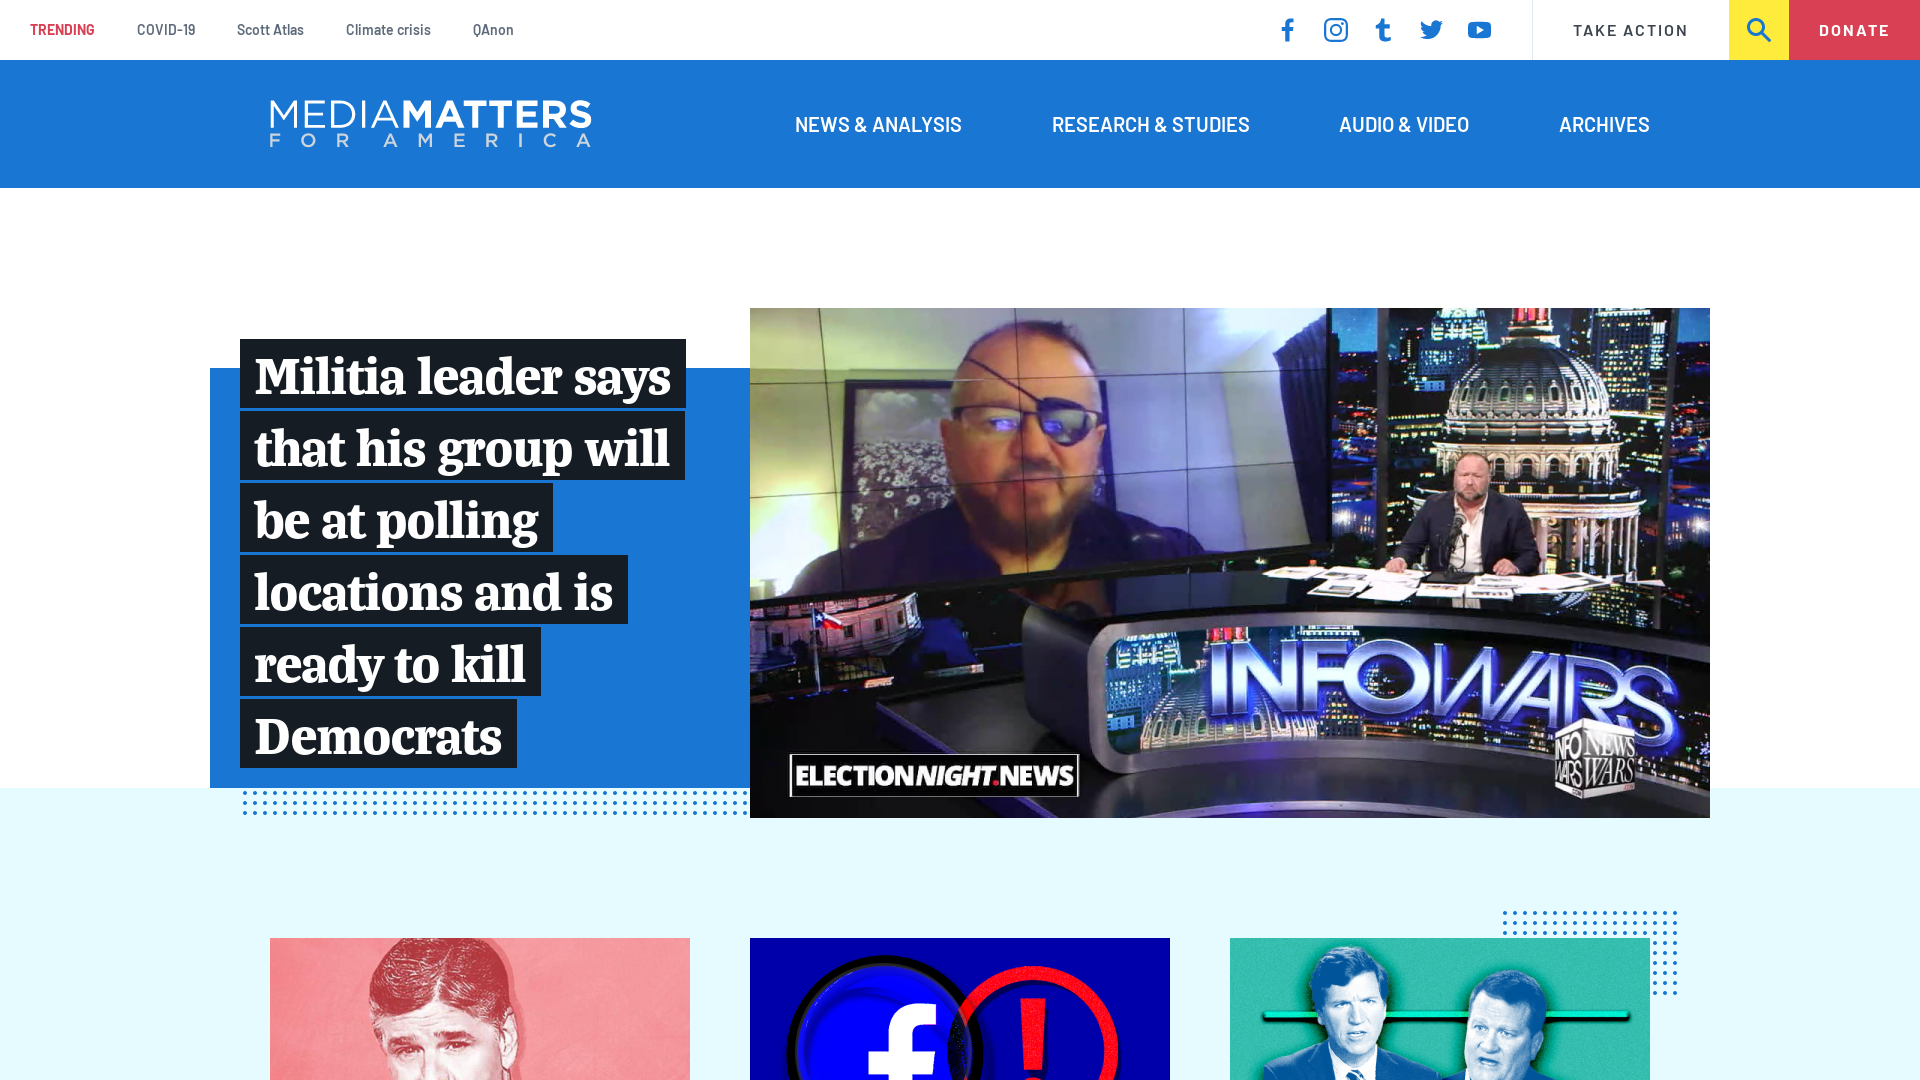 TRENDING COVID-19 Scott Atlas Climate crisis QAnon TAKE ACTION DONATE
MEDIAMATTERS
FOR AMERICA
NEWS & ANALYSIS RESEARCH & STUDIES AUDIO & VIDEO ARCHIVES
Militia leader says
that his group will
be at polling
locations and is
ready to kill
Democrats
INFOWARS
ELECTIONNIGHT.NEWS
INFO WARS
NEWS WARS